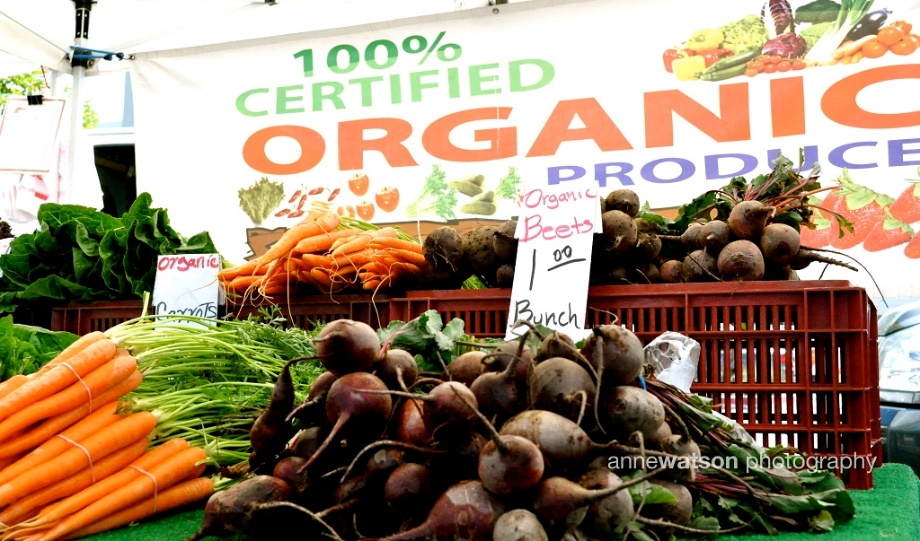 100%
CERTIFIED
ORGANIC
PRODUCE
Organic
Beets
1.00
Bunch
organic
Carrots
annewatson photography